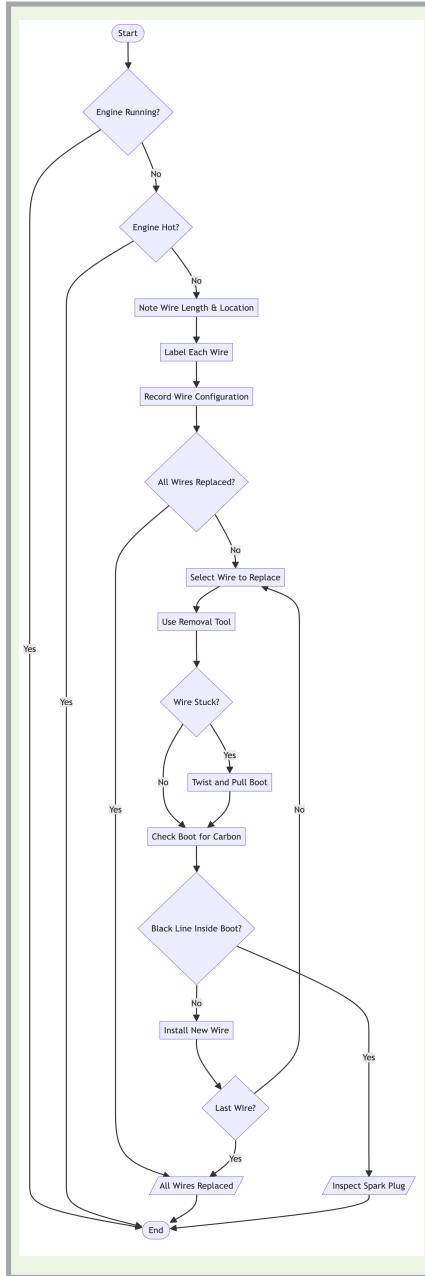 Start
Engine Running?
No
Engine Hot?
No
Note Wire Length & Location
Label Each Wire
Record Wire Configuration
All Wires Replaced?
No
Select Wire to Replace
Use Removal Tool
Yes
Wire Stuck?
Yes
Yes
No
Twist and Pull Boot
Yes
No
Check Boot for Carbon
Black Line Inside Boot?
No
Install New Wire
Yes
Last Wire?
Yes
All Wires Replaced
Inspect Spark Plug
End